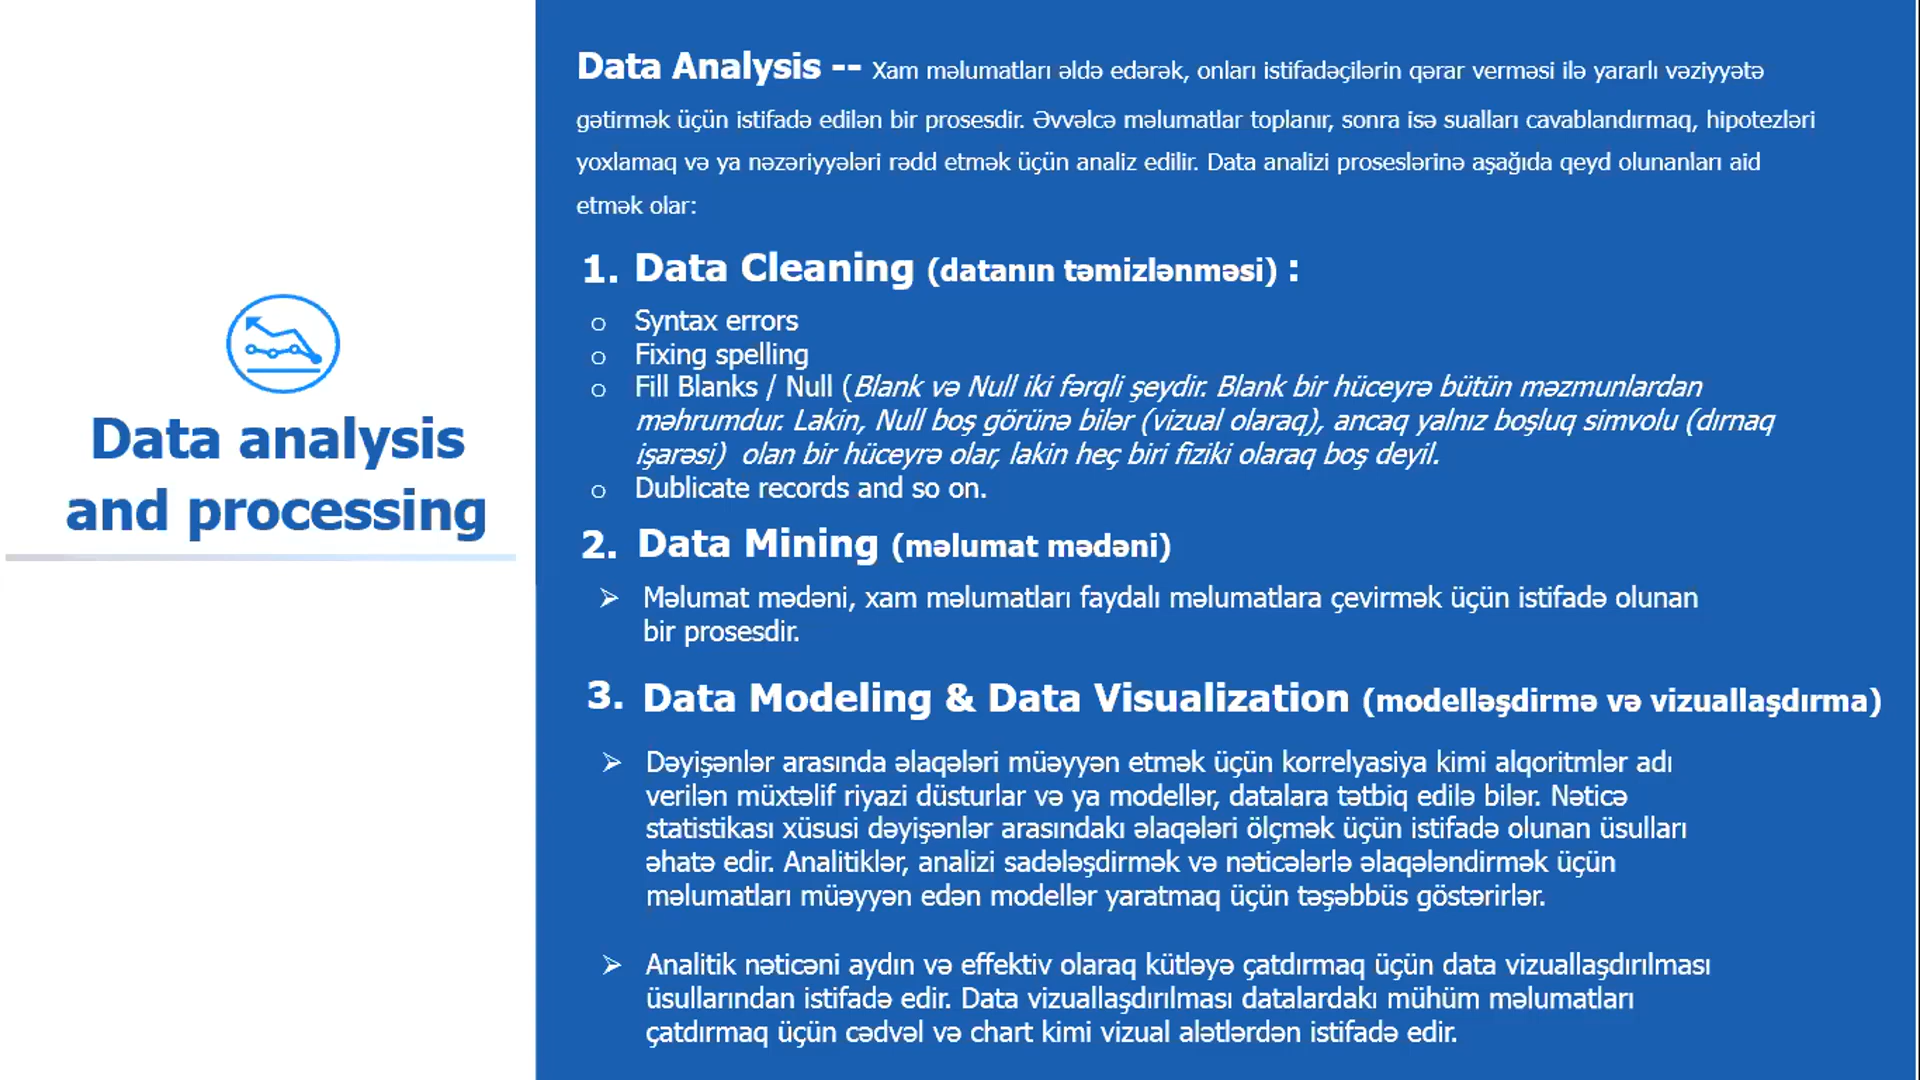 Data analysis
and processing
Data Analysis -- Xam məlumatları əldə edərək, onları istifadəçilərin qərar verməsi ilə yararlı vəziyyətə
gətirmək üçün istifadə edilən bir prosesdir. Əvvəlcə məlumatlar toplanır, sonra isə sualları cavablandırmaq, hipotezləri
yoxlamaq və ya nəzəriyyələri rədd etmək üçün analiz edilir. Data analizi proseslərinə aşağıda qeyd olunanları aid
etmək olar:
1. Data Cleaning (datanın təmizlənməsi) :
o Syntax errors
o Fixing spelling
o Fill Blanks / Null (Blank və Null iki fərqli şeydir. Blank bir hüceyrə bütün məzmunlardan
məhrumdur. Lakin, Null boş görünə bilər (vizual olaraq), ancaq yalnız boşluq simvolu (dırnaq
işarəsi) olan bir hüceyrə olar, lakin heç biri fiziki olaraq boş deyil.
o Dublicate records and so on.
2. Data Mining (məlumat mədəni)
➢ Məlumat mədəni, xam məlumatları faydalı məlumatlara çevirmək üçün istifadə olunan
bir prosesdir.
3. Data Modeling & Data Visualization (modelləşdirmə və vizuallaşdırma)
➢ Dəyişənlər arasında əlaqələri müəyyən etmək üçün korrelyasiya kimi alqoritmlər adı
verilən müxtəlif riyazi düsturlar və ya modellər, datalara tətbiq edilə bilər. Nəticə
statistikası xüsusi dəyişənlər arasındakı əlaqələri ölçmək üçün istifadə olunan üsulları
əhatə edir. Analitiklər, analizi sadələşdirmək və nəticələrlə əlaqələndirmək üçün
məlumatları müəyyən edən modellər yaratmaq üçün təşəbbüs göstərirlər.
➢ Analitik nəticəni aydın və effektiv olaraq kütləyə çatdırmaq üçün data vizuallaşdırılması
üsullarından istifadə edir. Data vizuallaşdırılması datalardakı mühüm məlumatları
çatdırmaq üçün cədvəl və chart kimi vizual alətlərdən istifadə edir.